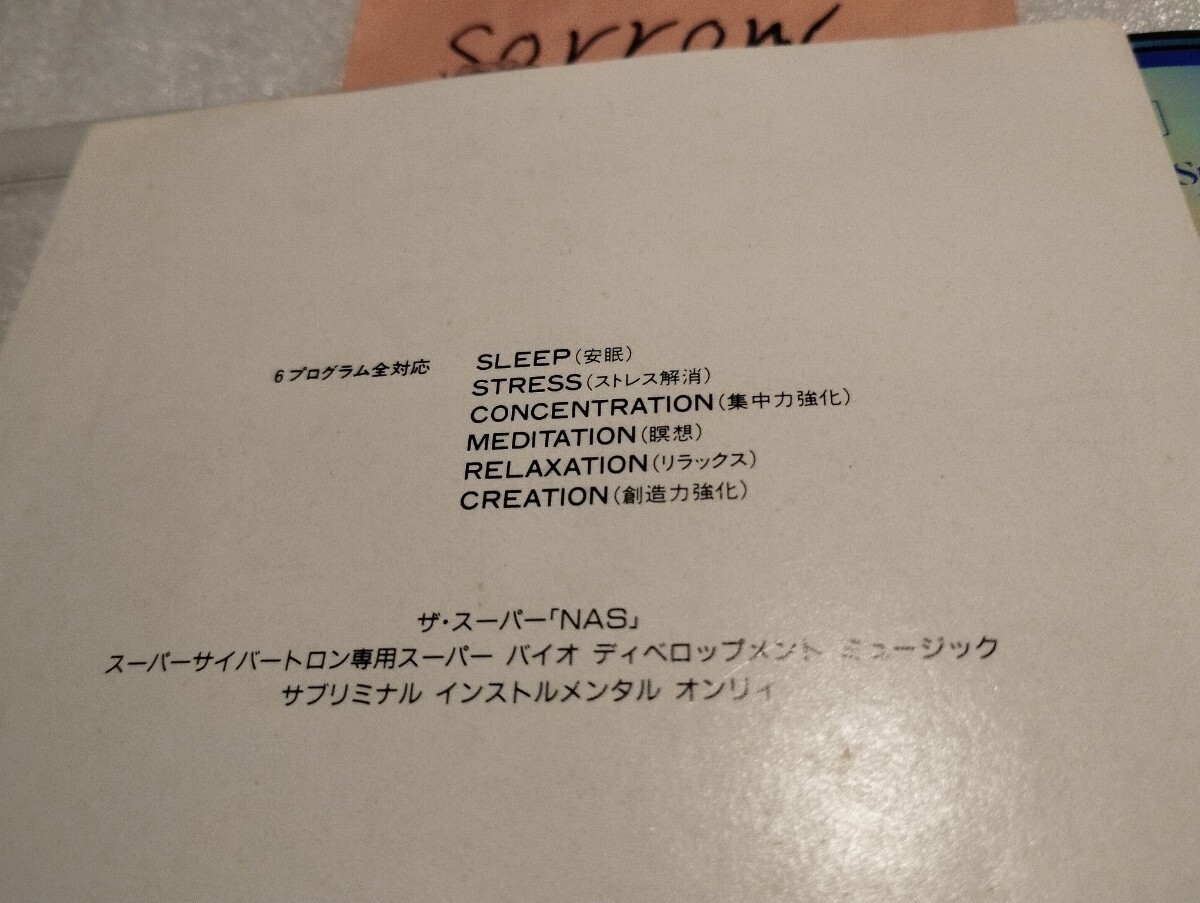 sorrow
6プログラム全対応
SLEEP(安眠)
STRESS(ストレス解消)
CONCENTRATION(集中力強化)
MEDITATION(瞑想)
RELAXATION(リラックス)
CREATION(創造力強化)
ザ・スーパー「NAS」
スーパーサイバートロン専用スーパー バイオ ディベロップメント ミュージック
サブリミナル インストルメンタル オンリィ